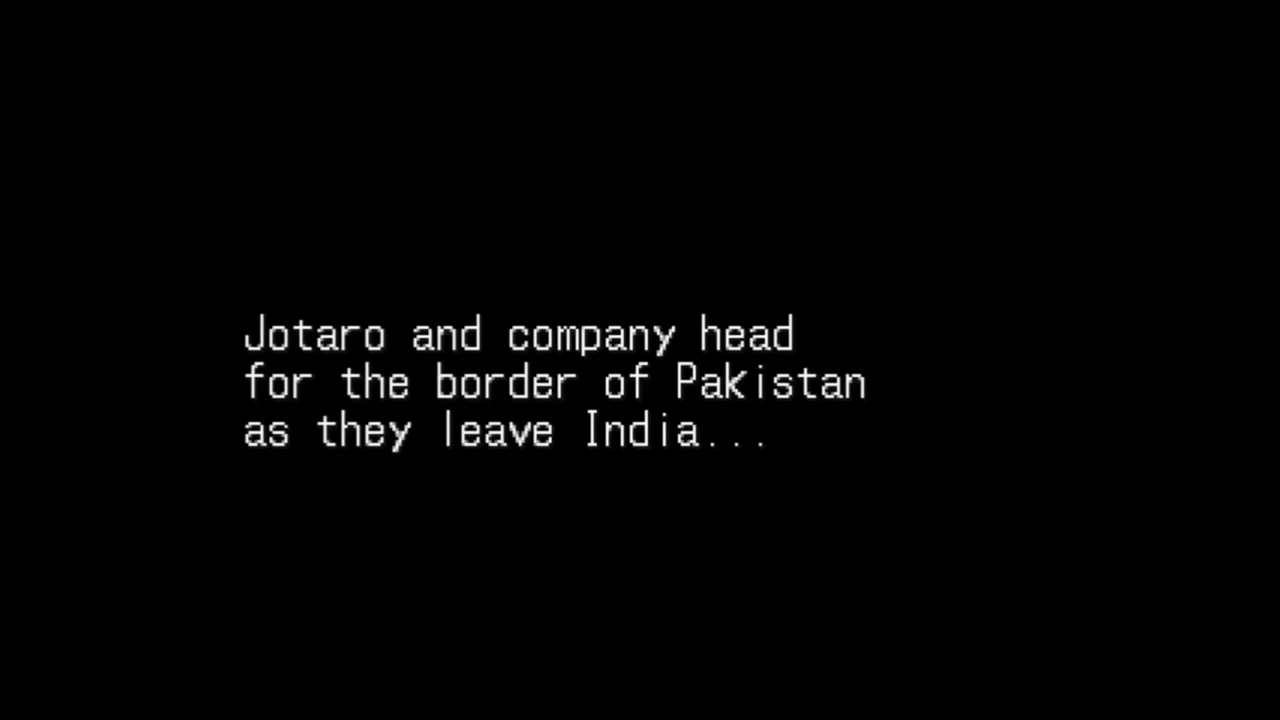 Jotaro and company head
for the border of Pakistan
as they leave India...